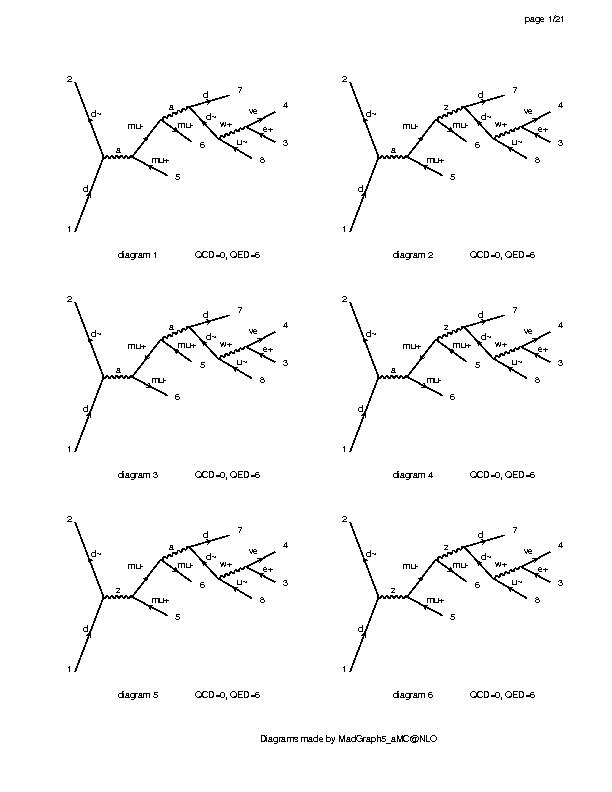 page 1/21
2 7 4 3 8 6 5 1
d~ d a mu- mu+ a mu- d d~ w+ u~ ve e+
2 7 4 3 8 6 5 1
d~ d a mu- mu+ z mu- d d~ w+ u~ ve e+
diagram 1 QCD=0, QED=6
diagram 2 QCD=0, QED=6
2 7 4 3 8 5 6 1
d~ d a mu+ mu- a mu+ d d~ w+ u~ ve e+
2 7 4 3 8 5 6 1
d~ d a mu+ mu- z mu+ d d~ w+ u~ ve e+
diagram 3 QCD=0, QED=6
diagram 4 QCD=0, QED=6
2 7 4 3 8 6 5 1
d~ d z mu- mu+ a mu- d d~ w+ u~ ve e+
2 7 4 3 8 6 5 1
d~ d z mu- mu+ z mu- d d~ w+ u~ ve e+
diagram 5 QCD=0, QED=6
diagram 6 QCD=0, QED=6
Diagrams made by MadGraph5_aMC@NLO